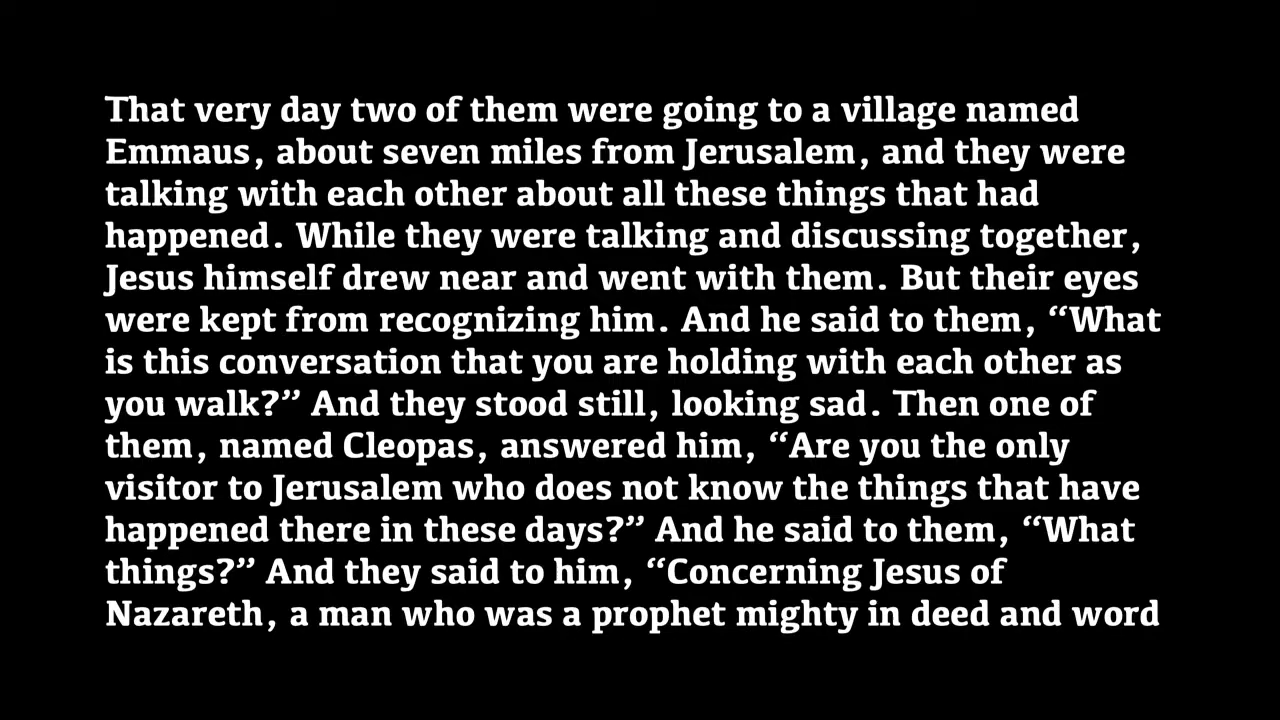 That very day two of them were going to a village named
Emmaus, about seven miles from Jerusalem, and they were
talking with each other about all these things that had
happened. While they were talking and discussing together,
Jesus himself drew near and went with them. But their eyes
were kept from recognizing him. And he said to them, “What
is this conversation that you are holding with each other as
you walk?” And they stood still, looking sad. Then one of
them, named Cleopas, answered him, “Are you the only
visitor to Jerusalem who does not know the things that have
happened there in these days?” And he said to them, “What
things?” And they said to him, “Concerning Jesus of
Nazareth, a man who was a prophet mighty in deed and word